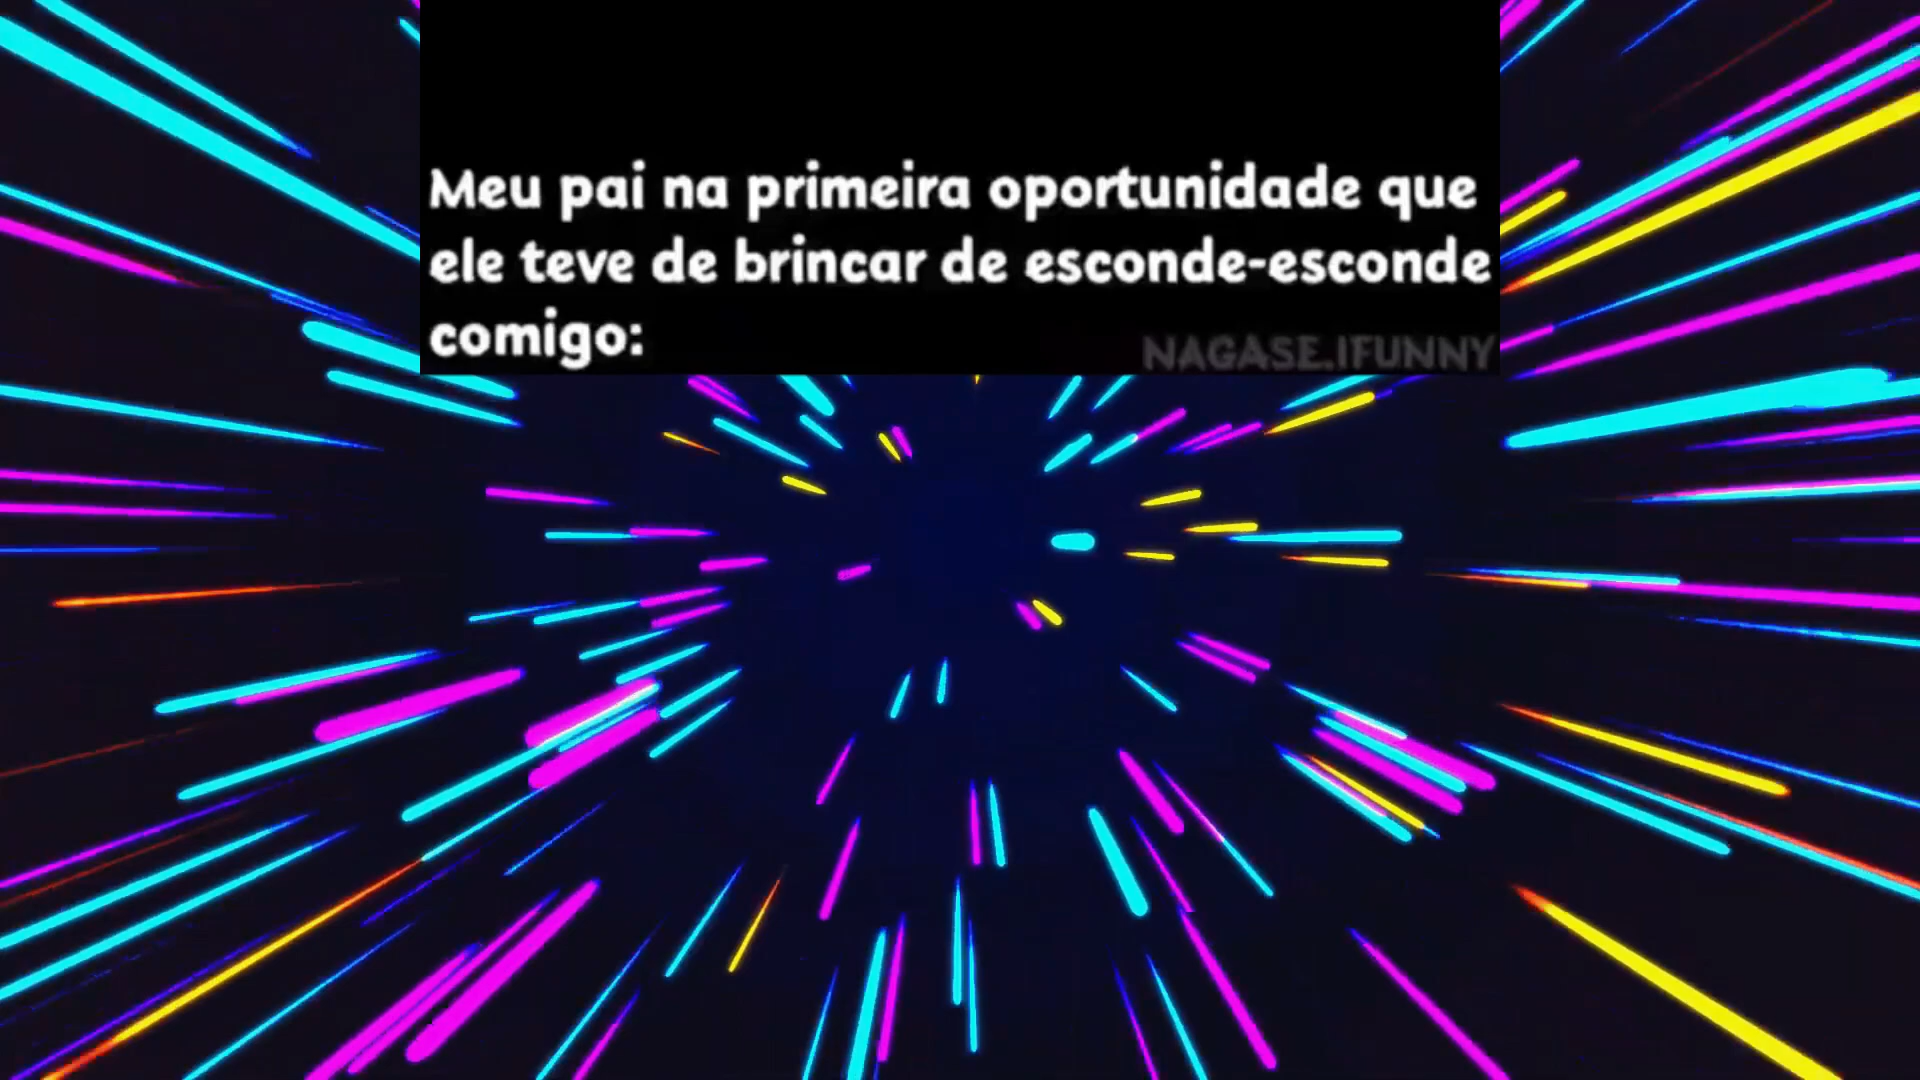 Meu pai na primeira oportunidade que
ele teve de brincar de esconde-esconde
comigo:
NAGASE.IFUNNY